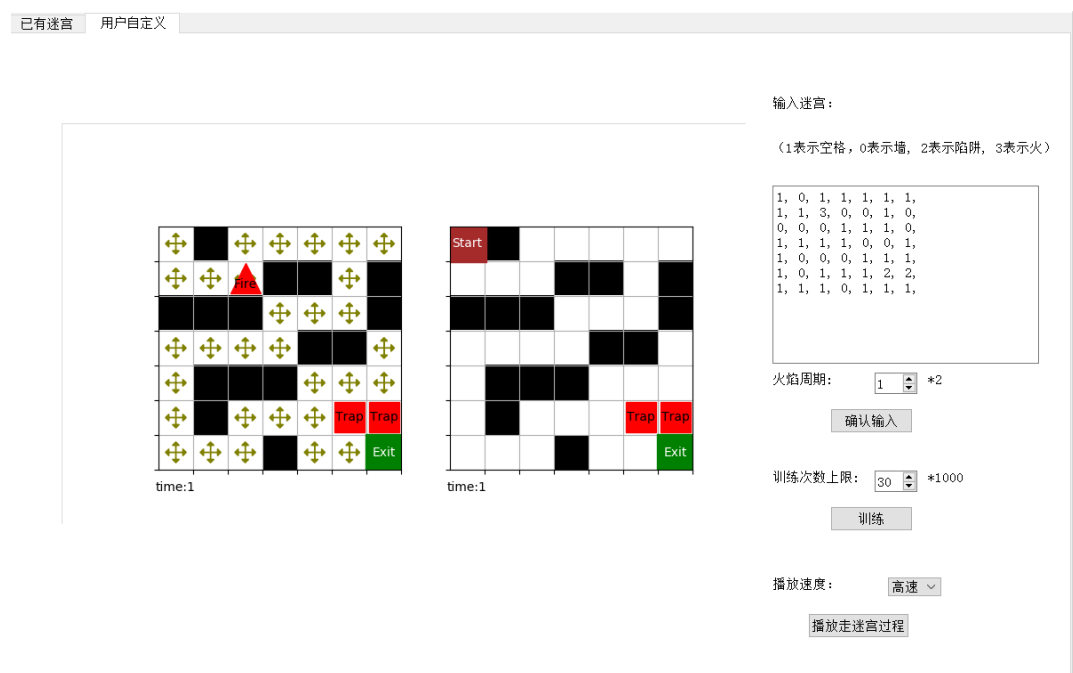 已有迷宫
用户自定义
输入迷宫：
（1表示空格，0表示墙, 2表示陷阱, 3表示火）
1, 0, 1, 1, 1, 1, 1,
1, 1, 3, 0, 0, 1, 0,
0, 0, 0, 1, 1, 1, 0,
1, 1, 1, 1, 0, 0, 1,
1, 0, 0, 0, 1, 1, 1,
1, 0, 1, 1, 1, 2, 2,
1, 1, 1, 0, 1, 1, 1,
Fire
Trap Trap
Exit
time:1
Start
Trap Trap
Exit
time:1
火焰周期： 1 *2
确认输入
训练次数上限： 30 *1000
训练
播放速度： 高速
播放走迷宫过程